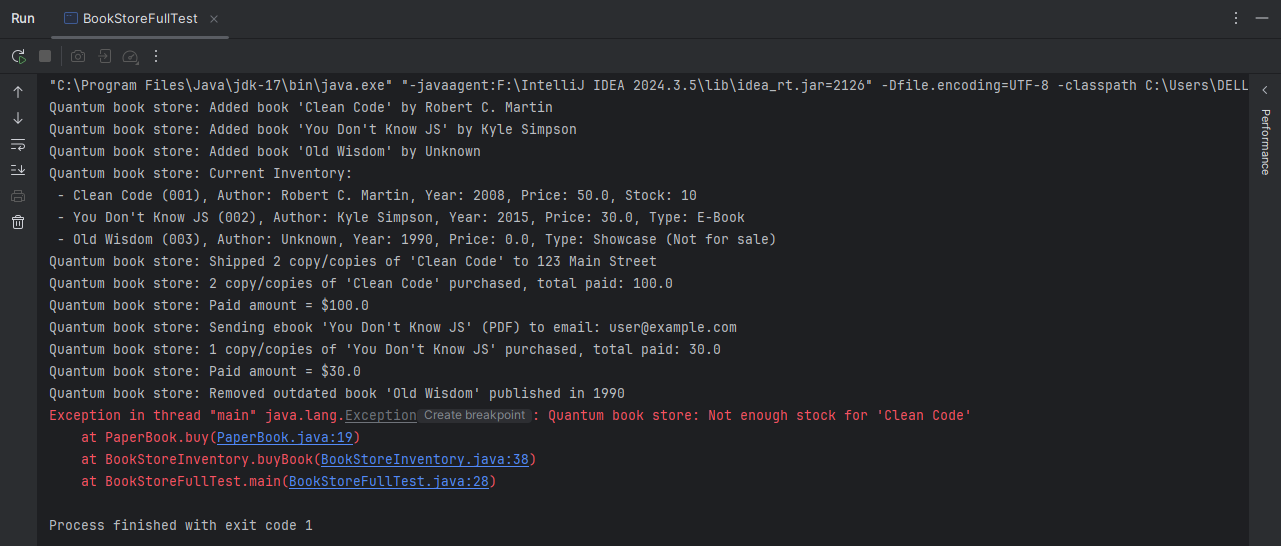 Run BookStoreFullTest
"C:\Program Files\Java\jdk-17\bin\java.exe" "-javaagent:F:\IntelliJ IDEA 2024.3.5\lib\idea_rt.jar=2126" -Dfile.encoding=UTF-8 -classpath C:\Users\DELL
Quantum book store: Added book 'Clean Code' by Robert C. Martin
Quantum book store: Added book 'You Don't Know JS' by Kyle Simpson
Quantum book store: Added book 'Old Wisdom' by Unknown
Quantum book store: Current Inventory:
 - Clean Code (001), Author: Robert C. Martin, Year: 2008, Price: 50.0, Stock: 10
 - You Don't Know JS (002), Author: Kyle Simpson, Year: 2015, Price: 30.0, Type: E-Book
 - Old Wisdom (003), Author: Unknown, Year: 1990, Price: 0.0, Type: Showcase (Not for sale)
Quantum book store: Shipped 2 copy/copies of 'Clean Code' to 123 Main Street
Quantum book store: 2 copy/copies of 'Clean Code' purchased, total paid: 100.0
Quantum book store: Paid amount = $100.0
Quantum book store: Sending ebook 'You Don't Know JS' (PDF) to email: user@example.com
Quantum book store: 1 copy/copies of 'You Don't Know JS' purchased, total paid: 30.0
Quantum book store: Paid amount = $30.0
Quantum book store: Removed outdated book 'Old Wisdom' published in 1990
Exception in thread "main" java.lang.Exception Create breakpoint : Quantum book store: Not enough stock for 'Clean Code'
    at PaperBook.buy(PaperBook.java:19)
    at BookStoreInventory.buyBook(BookStoreInventory.java:38)
    at BookStoreFullTest.main(BookStoreFullTest.java:28)
Process finished with exit code 1
Performance